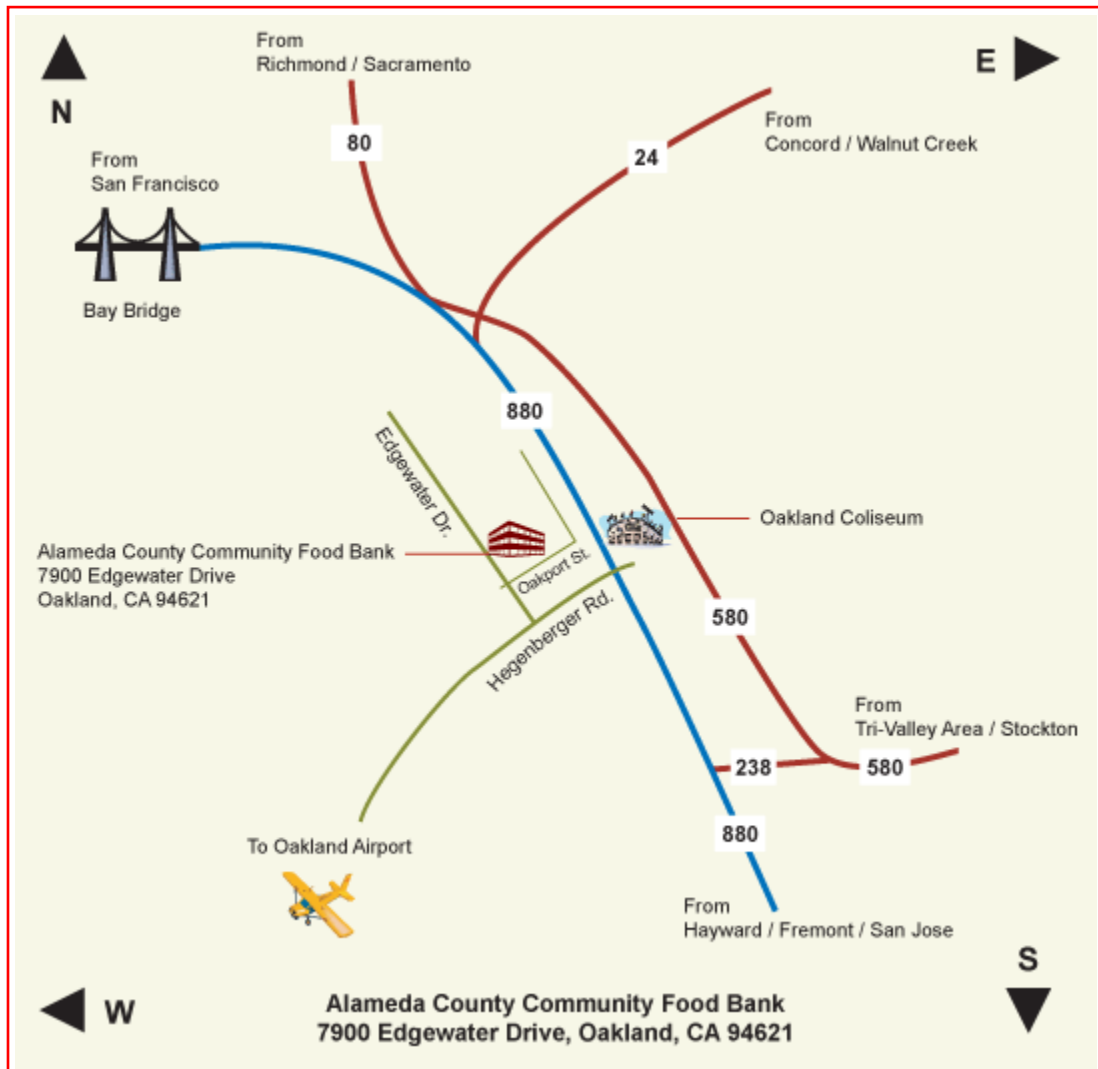 From
Richmond / Sacramento
E
N
80
From
Concord / Walnut Creek
24
From
San Francisco
Bay Bridge
880
Edgewater Dr.
Oakland Coliseum
Alameda County Community Food Bank
7900 Edgewater Drive
Oakland, CA 94621
Oakport St.
Hegenberger Rd.
580
From
Tri-Valley Area / Stockton
238
580
880
To Oakland Airport
From
Hayward / Fremont / San Jose
S
W
Alameda County Community Food Bank
7900 Edgewater Drive, Oakland, CA 94621